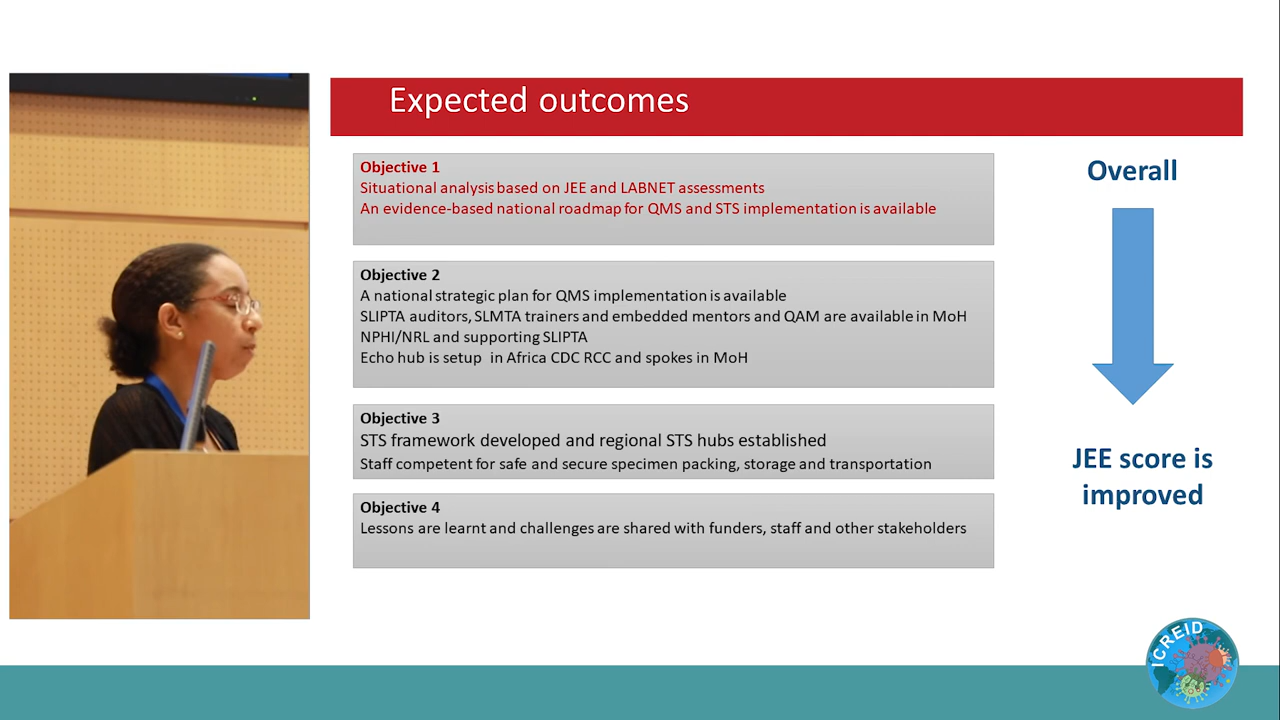 Expected outcomes
Objective 1
Situational analysis based on JEE and LABNET assessments
An evidence-based national roadmap for QMS and STS implementation is available
Objective 2
A national strategic plan for QMS implementation is available
SLIPTA auditors, SLMTA trainers and embedded mentors and QAM are available in MoH
NPHI/NRL and supporting SLIPTA
Echo hub is setup in Africa CDC RCC and spokes in MoH
Objective 3
STS framework developed and regional STS hubs established
Staff competent for safe and secure specimen packing, storage and transportation
Objective 4
Lessons are learnt and challenges are shared with funders, staff and other stakeholders
Overall
JEE score is
improved
ICREID